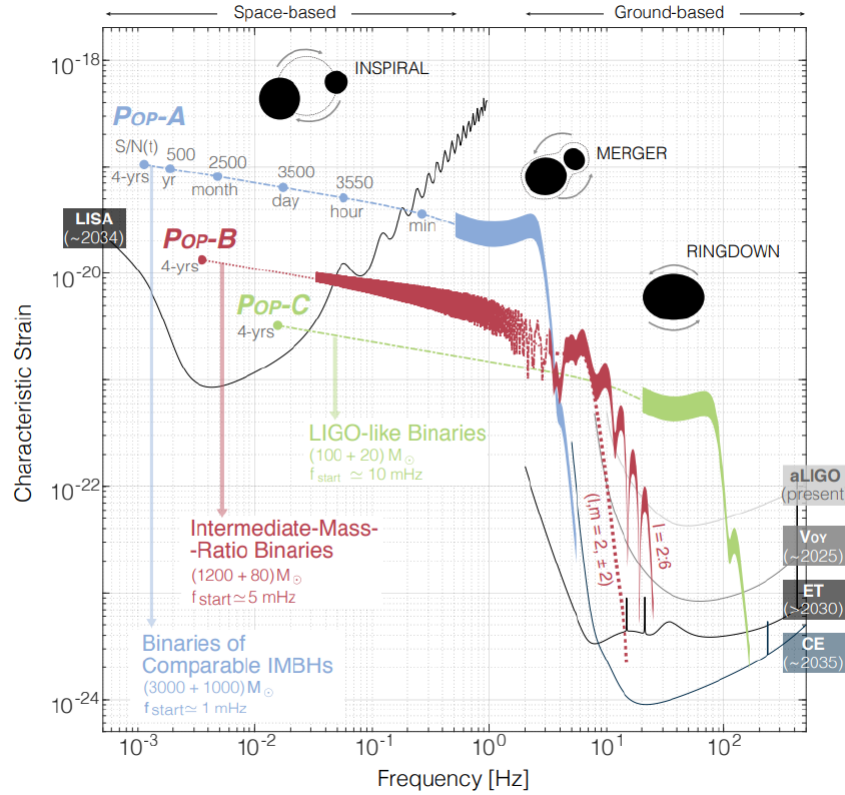 Space-based
Ground-based
10^-18
10^-20
10^-22
10^-24
Characteristic Strain
INSPIRAL
MERGER
RINGDOWN
POP-A
S/N(t)
500
2500
3500
3550
4-yrs
yr
month
day
hour
min
LISA
(~2034)
POP-B
4-yrs
POP-C
4-yrs
LIGO-like Binaries
(100 + 20) M⊙
f start ≃ 10 mHz
Intermediate-Mass-
-Ratio Binaries
(1200 + 80) M⊙
f start≃ 5 mHz
Binaries of
Comparable IMBHs
(3000 + 1000) M⊙
f start≃ 1 mHz
(l,m = 2, ±2)
l = 2:6
aLIGO
(present)
VOY
(~2025)
ET
(>2030)
CE
(~2035)
10^-3
10^-2
10^-1
10^0
10^1
10^2
Frequency [Hz]